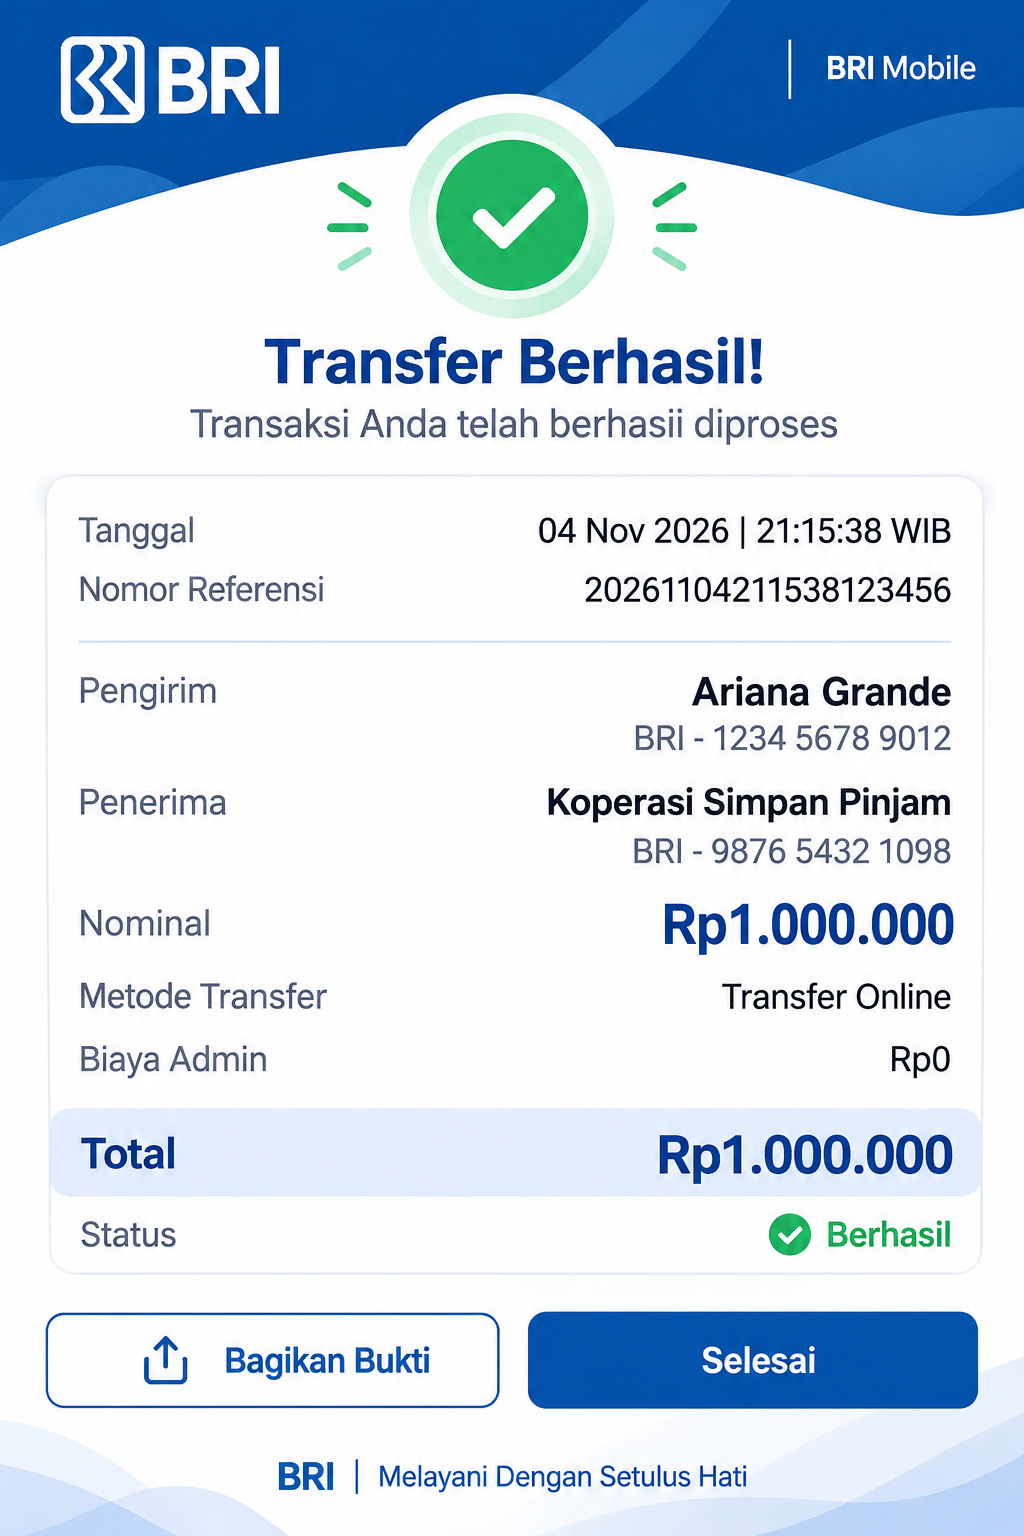 BRI
BRI Mobile
Transfer Berhasil!
Transaksi Anda telah berhasii diproses
Tanggal 04 Nov 2026 | 21:15:38 WIB
Nomor Referensi 20261104211538123456
Pengirim Ariana Grande
BRI - 1234 5678 9012
Penerima Koperasi Simpan Pinjam
BRI - 9876 5432 1098
Nominal Rp1.000.000
Metode Transfer Transfer Online
Biaya Admin Rp0
Total Rp1.000.000
Status Berhasil
Bagikan Bukti
Selesai
BRI | Melayani Dengan Setulus Hati